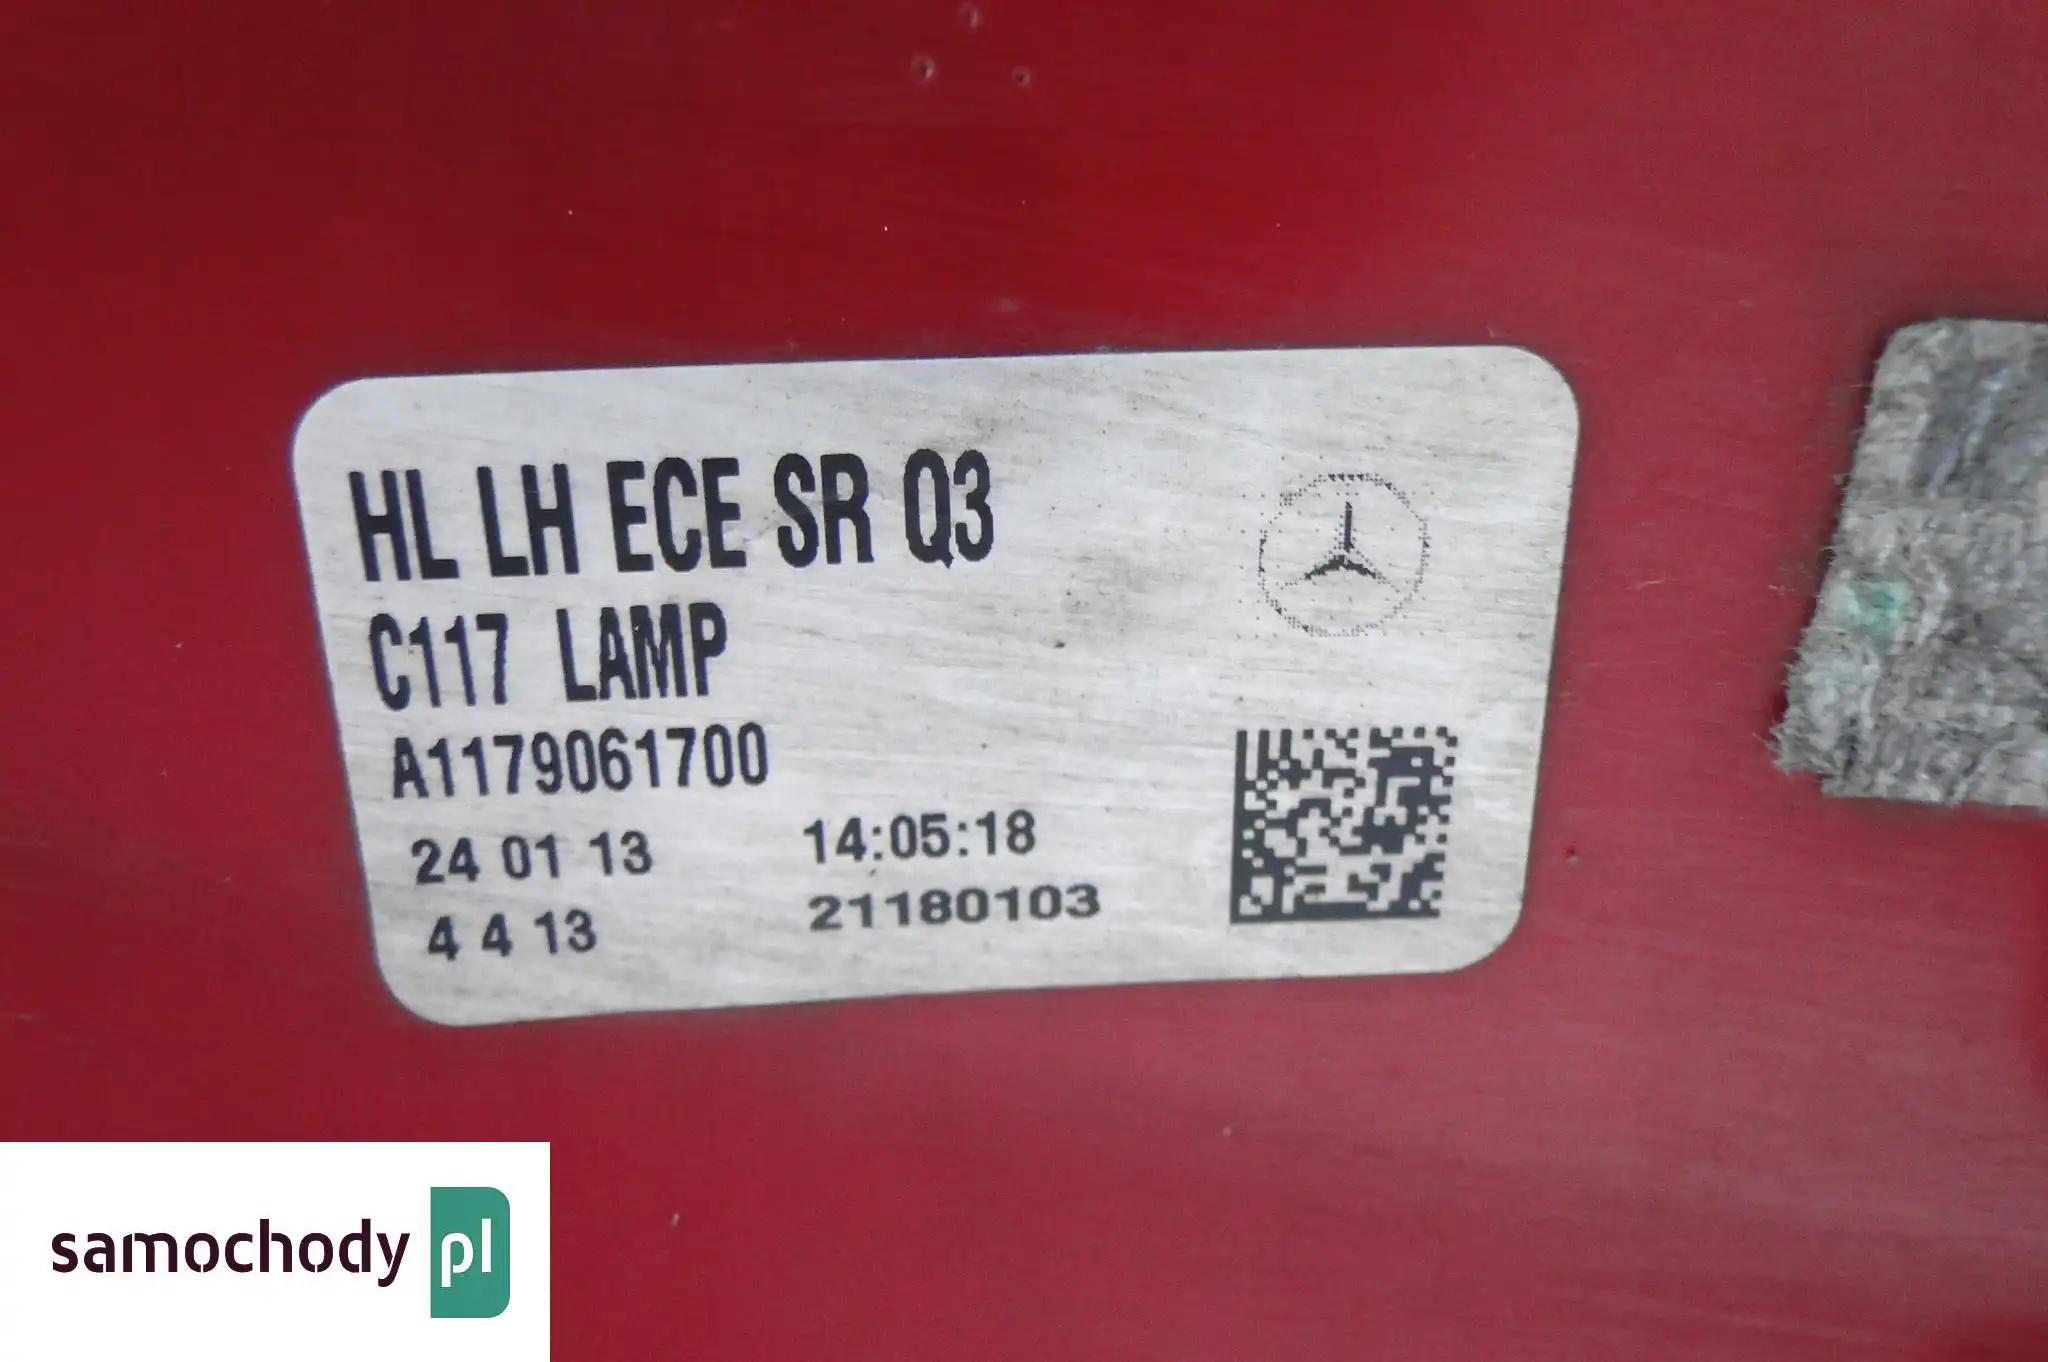 HL LH ECE SR Q3
C117 LAMP
A1179061700
24 01 13 14:05:18
4 4 13 21180103
samochody pl